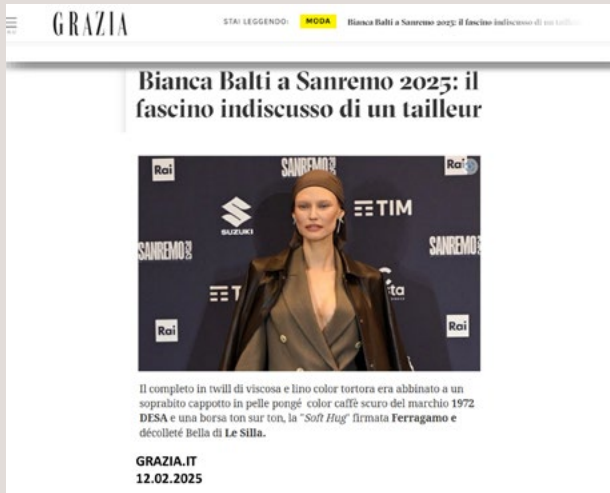 GRAZIA
STAI LEGGENDO:
MODA
Bianca Balti a Sanremo 2025: il fascino indiscusso di un
Bianca Balti a Sanremo 2025: il
fascino indiscusso di un tailleur
Rai
SANREMO
Rai
SUZUKI
TIM
SANREMO
SANREMO
T
ta
Rai
Rai
Il completo in twill di viscosa e lino color tortora era abbinato a un
soprabito cappotto in pelle pongé color caffè scuro del marchio 1972
DESA e una borsa ton sur ton, la "Soft Hug" firmata Ferragamo e
décolleté Bella di Le Silla.
GRAZIA.IT
12.02.2025